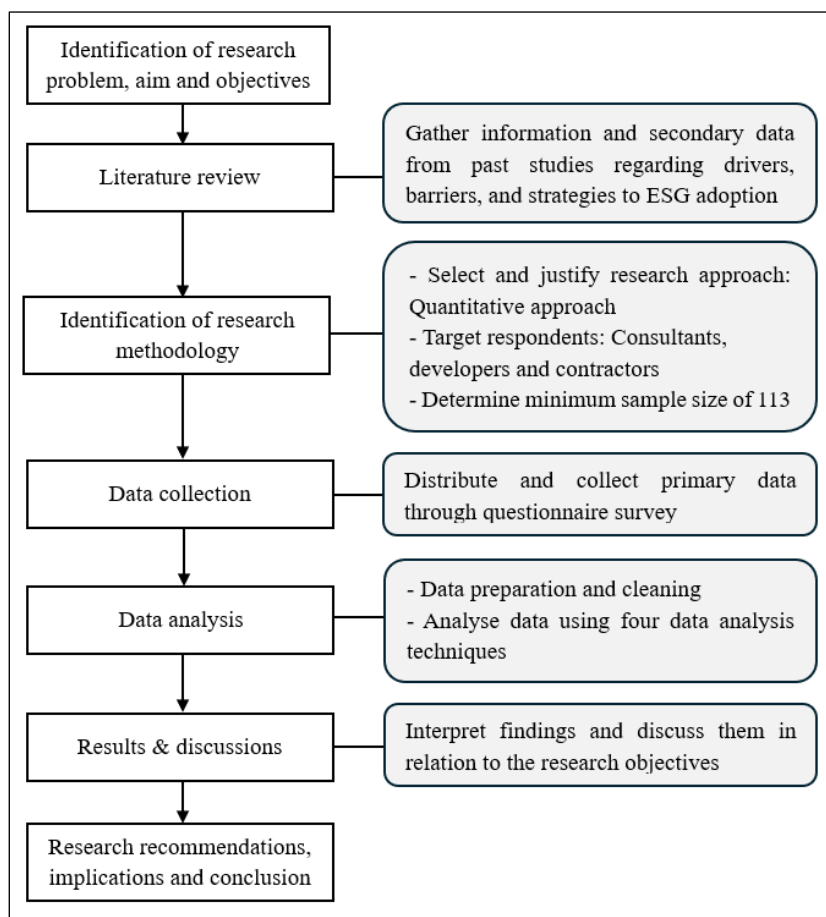 Identification of research
problem, aim and objectives
Literature review
Gather information and secondary data
from past studies regarding drivers,
barriers, and strategies to ESG adoption
Identification of research
methodology
- Select and justify research approach:
Quantitative approach
- Target respondents: Consultants,
developers and contractors
- Determine minimum sample size of 113
Data collection
Distribute and collect primary data
through questionnaire survey
Data analysis
- Data preparation and cleaning
- Analyse data using four data analysis
techniques
Results & discussions
Interpret findings and discuss them in
relation to the research objectives
Research recommendations,
implications and conclusion